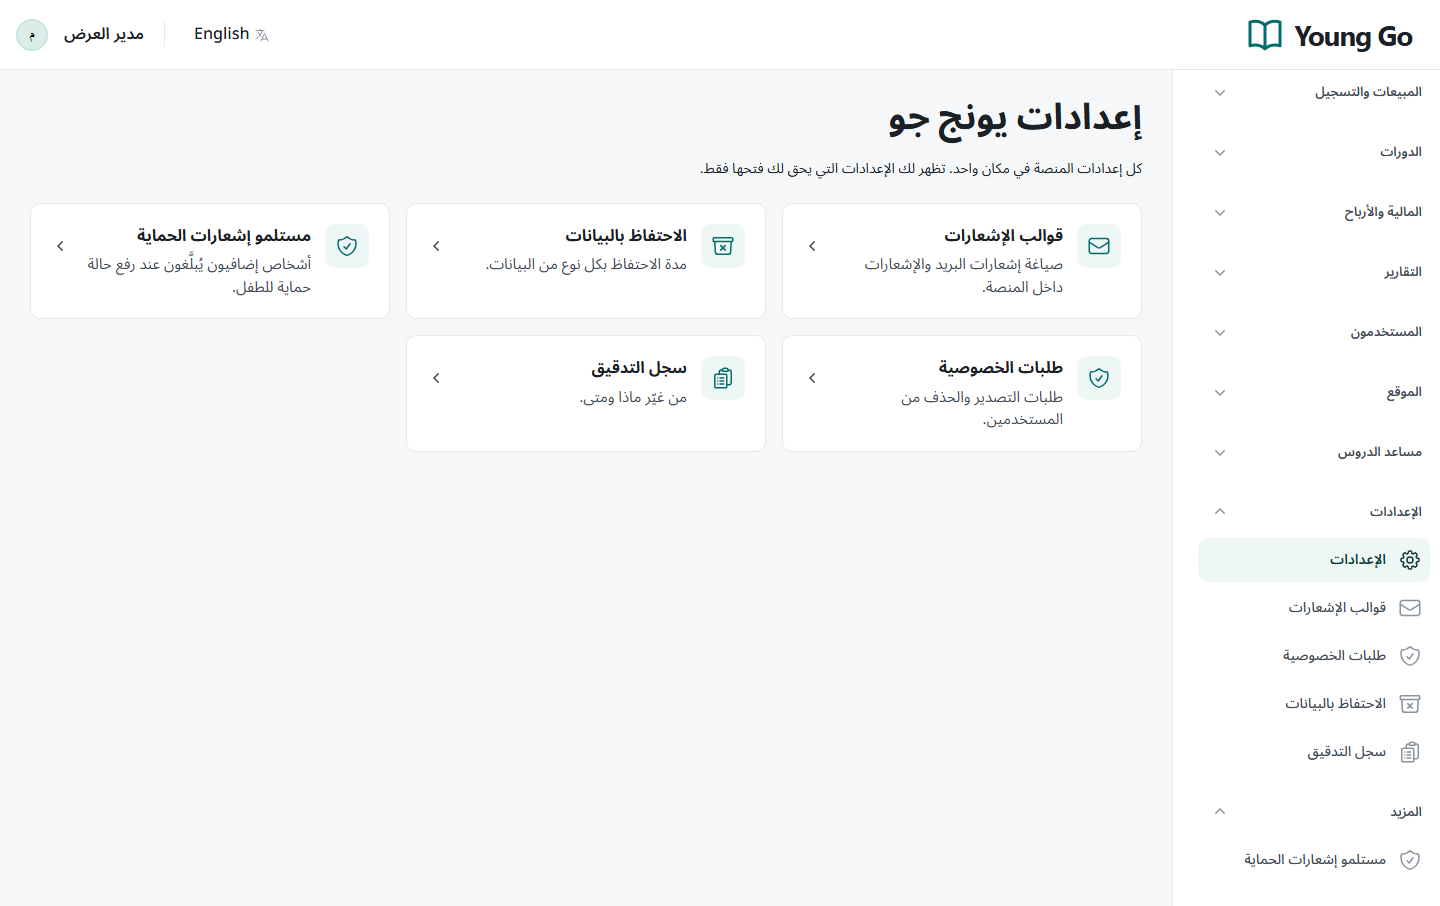 Young Go
English
مدير العرض
م
المبيعات والتسجيل
الدورات
المالية والأرباح
التقارير
المستخدمون
الموقع
مساعد الدروس
الإعدادات
الإعدادات
قوالب الإشعارات
طلبات الخصوصية
الاحتفاظ بالبيانات
سجل التدقيق
المزيد
مستلمو إشعارات الحماية
إعدادات يونج جو
كل إعدادات المنصة في مكان واحد. تظهر لك الإعدادات التي يحق لك فتحها فقط.
قوالب الإشعارات
صياغة إشعارات البريد والإشعارات
داخل المنصة.
الاحتفاظ بالبيانات
مدة الاحتفاظ بكل نوع من البيانات.
مستلمو إشعارات الحماية
أشخاص إضافيون يُبلَّغون عند رفع حالة
حماية للطفل.
طلبات الخصوصية
طلبات التصدير والحذف من
المستخدمين.
سجل التدقيق
من غيّر ماذا ومتى.